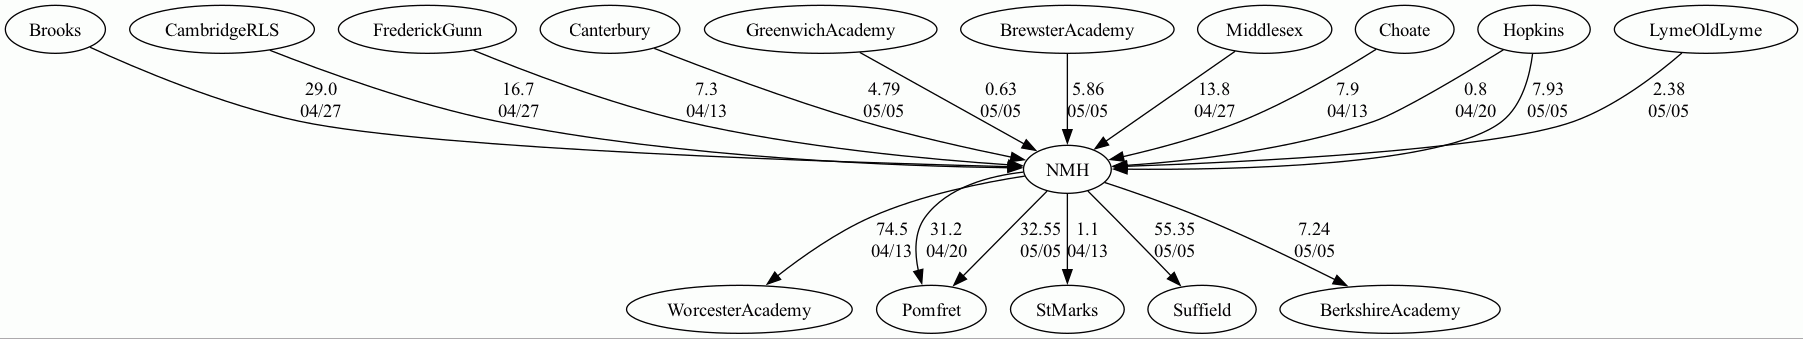 Brooks
CambridgeRLS
FrederickGunn
Canterbury
GreenwichAcademy
BrewsterAcademy
Middlesex
Choate
Hopkins
LymeOldLyme
29.0
04/27
16.7
04/27
7.3
04/13
4.79
05/05
0.63
05/05
5.86
05/05
13.8
04/27
7.9
04/13
0.8
04/20
7.93
05/05
2.38
05/05
NMH
74.5
04/13
31.2
04/20
32.55
05/05
1.1
04/13
55.35
05/05
7.24
05/05
WorcesterAcademy
Pomfret
StMarks
Suffield
BerkshireAcademy